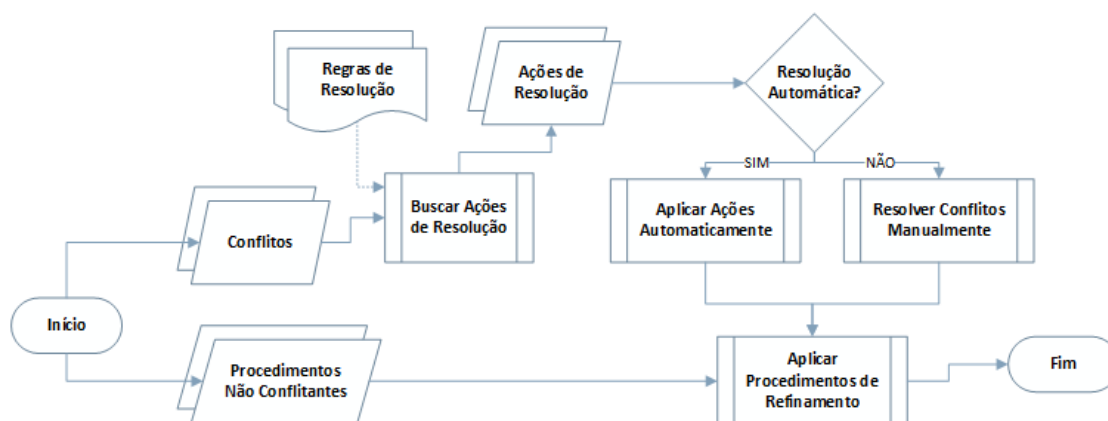 Regras de
Resolução
Ações de
Resolução
Resolução
Automática?
SIM
NÃO
Buscar Ações
de Resolução
Aplicar Ações
Automaticamente
Resolver Conflitos
Manualmente
Conflitos
Início
Procedimentos
Não Conflitantes
Aplicar
Procedimentos de
Refinamento
Fim